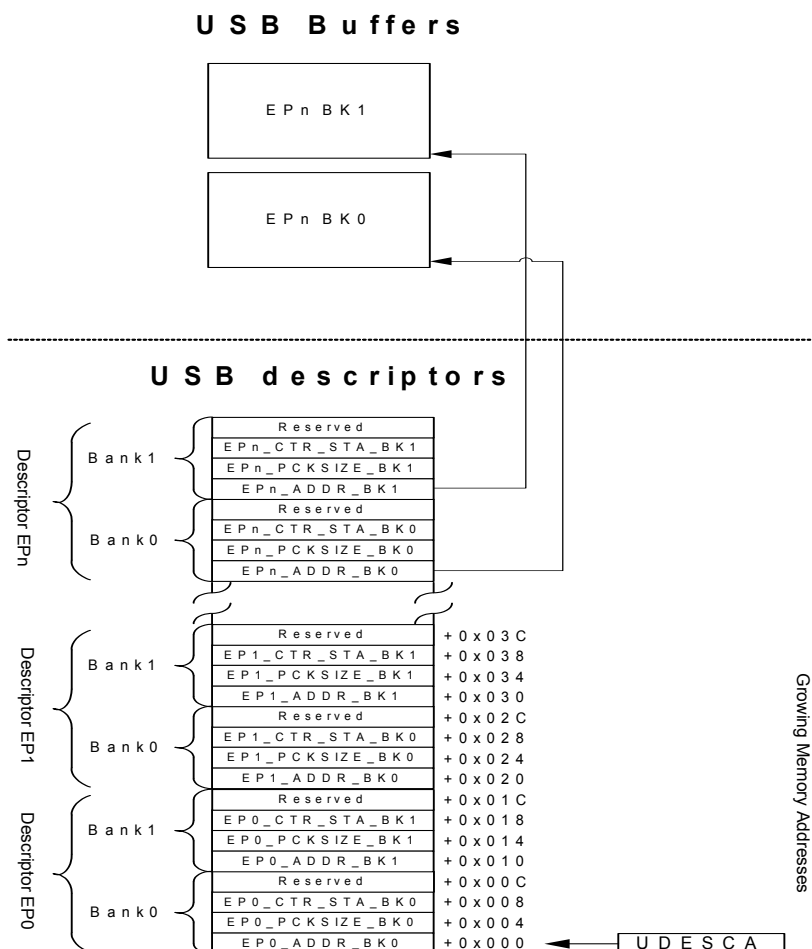 USB Buffers
EPn BK1
EPn BK0
USB descriptors
Descriptor EPn
Bank1
Reserved
EPn_CTR_STA_BK1
EPn_PCKSIZE_BK1
EPn_ADDR_BK1
Bank0
Reserved
EPn_CTR_STA_BK0
EPn_PCKSIZE_BK0
EPn_ADDR_BK0
Descriptor EP1
Bank1
Reserved +0x03C
EP1_CTR_STA_BK1 +0x038
EP1_PCKSIZE_BK1 +0x034
EP1_ADDR_BK1 +0x030
Bank0
Reserved +0x02C
EP1_CTR_STA_BK0 +0x028
EP1_PCKSIZE_BK0 +0x024
EP1_ADDR_BK0 +0x020
Descriptor EP0
Bank1
Reserved +0x01C
EP0_CTR_STA_BK1 +0x018
EP0_PCKSIZE_BK1 +0x014
EP0_ADDR_BK1 +0x010
Bank0
Reserved +0x00C
EP0_CTR_STA_BK0 +0x008
EP0_PCKSIZE_BK0 +0x004
EP0_ADDR_BK0 +0x000
UDESCA
Growing Memory Addresses